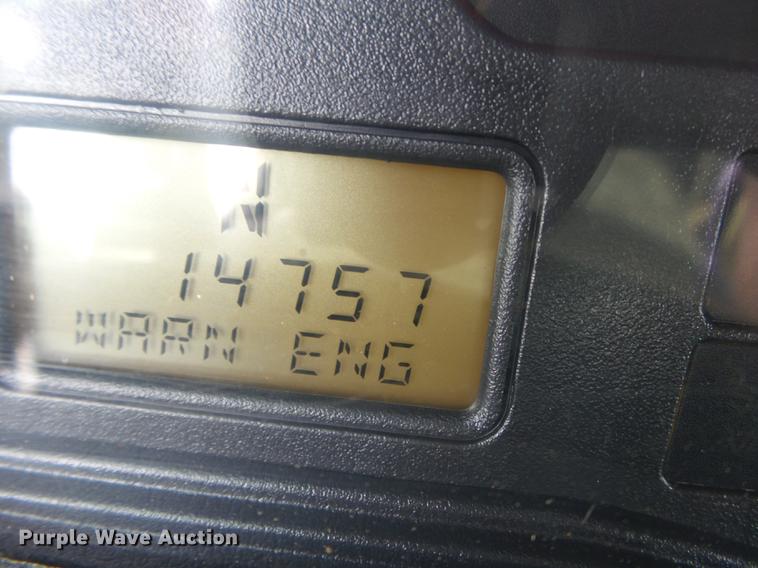 N
14757
WARN ENG
Purple Wave Auction®